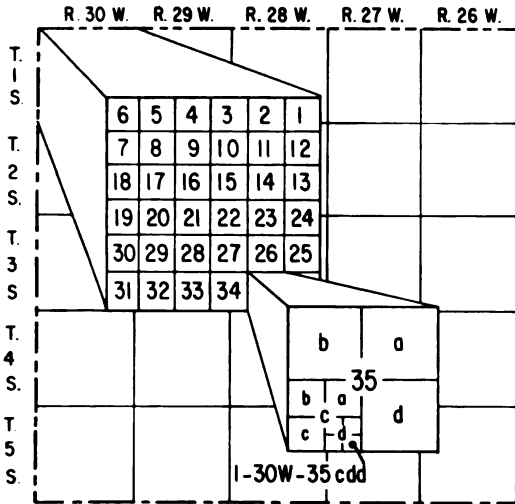 R. 30 W. R. 29 W. R. 28 W. R. 27 W. R. 26 W.
T.
1
S.
6 5 4 3 2 1
7 8 9 10 11 12
T.
2
S.
18 17 16 15 14 13
19 20 21 22 23 24
T.
3
S
30 29 28 27 26 25
31 32 33 34
T.
4
S.
b a
35
b a
c d
c d
T.
5
S.
1-30W-35 cdd